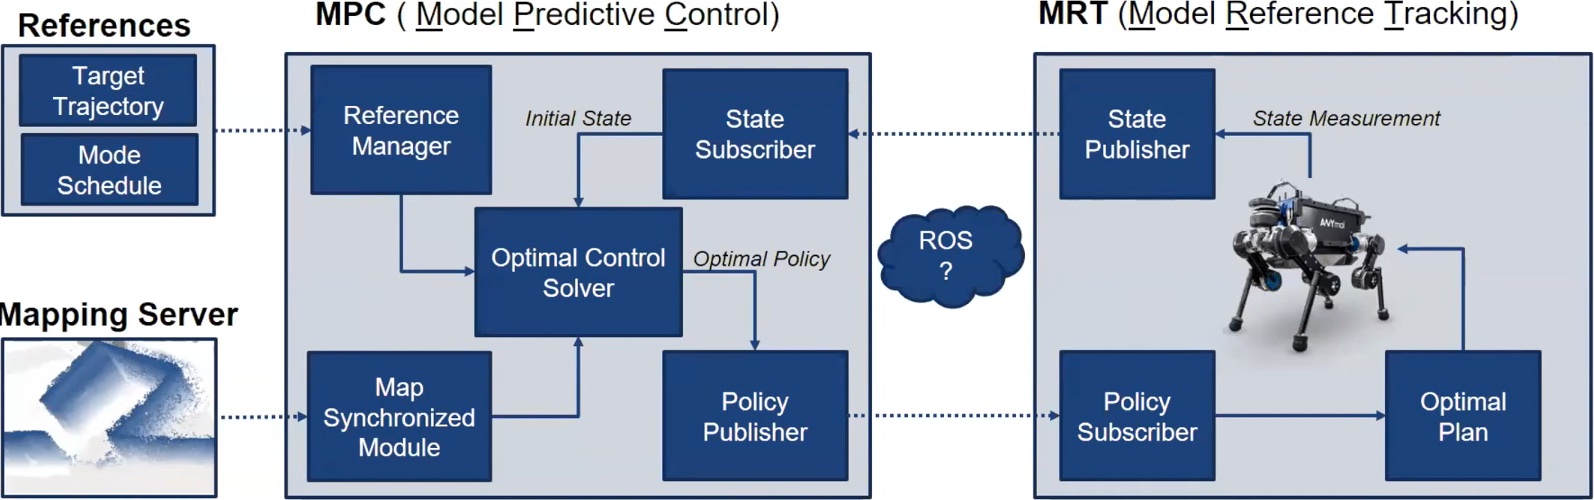 References
Target
Trajectory
Mode
Schedule
Mapping Server
MPC ( Model Predictive Control)
Reference
Manager
Initial State
State
Subscriber
Optimal Control
Solver
Optimal Policy
Map
Synchronized
Module
Policy
Publisher
ROS
?
MRT (Model Reference Tracking)
State
Publisher
State Measurement
ANYmal
Policy
Subscriber
Optimal
Plan